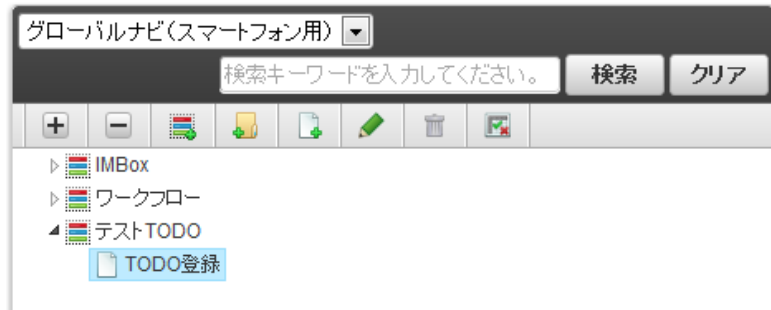 グローバルナビ(スマートフォン用)
検索キーワードを入力してください。 検索 クリア
IMBox
ワークフロー
テストTODO
TODO登録